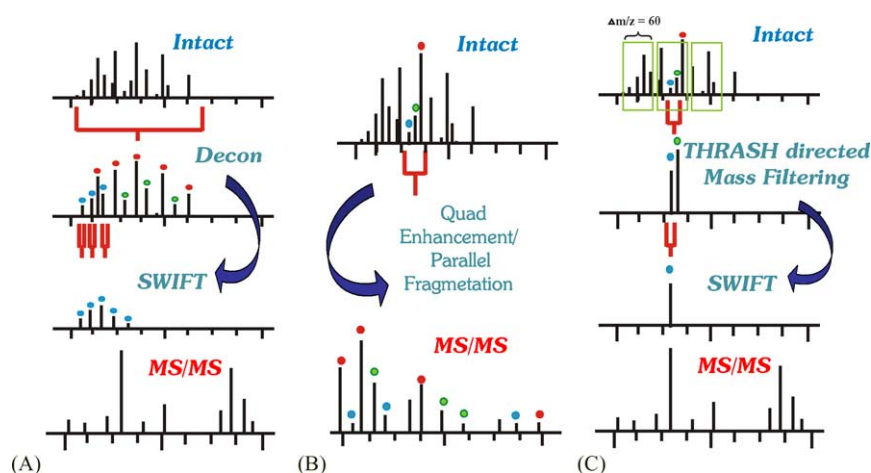 Intact
Decon
SWIFT
MS/MS
(A)
Intact
Quad
Enhancement/
Parallel
Fragmetation
MS/MS
(B)
Δm/z = 60
Intact
THRASH directed
Mass Filtering
SWIFT
MS/MS
(C)